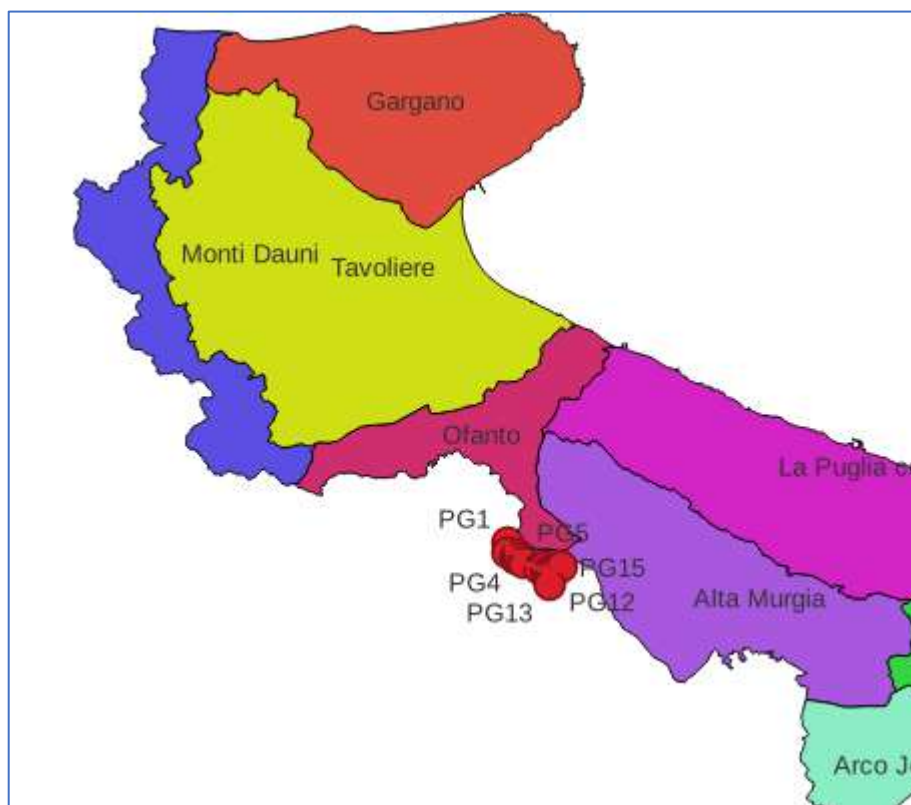 Gargano
Monti Dauni
Tavoliere
Ofanto
La Puglia c
PG1
PG5
PG4
PG15
PG13
PG12
Alta Murgia
Arco J